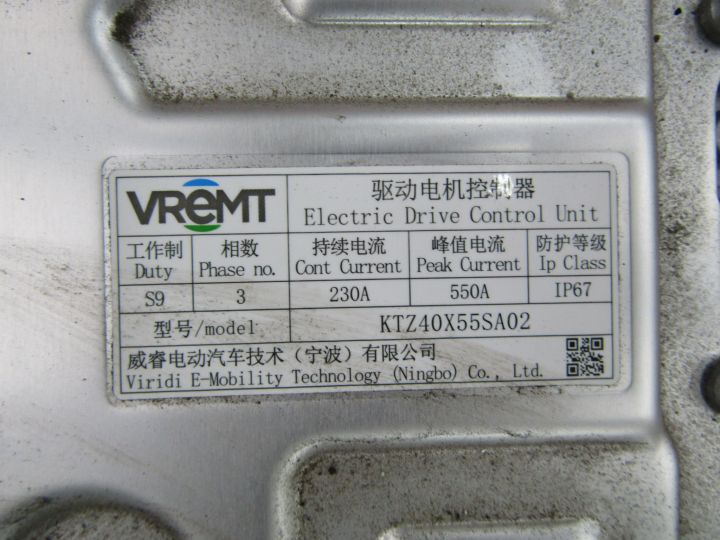 VREMT
驱动电机控制器
Electric Drive Control Unit
工作制 相数 持续电流 峰值电流 防护等级
Duty Phase no. Cont Current Peak Current Ip Class
S9 3 230A 550A IP67
型号/model KTZ40X55SA02
威睿电动汽车技术（宁波）有限公司
Viridi E-Mobility Technology (Ningbo) Co., Ltd.